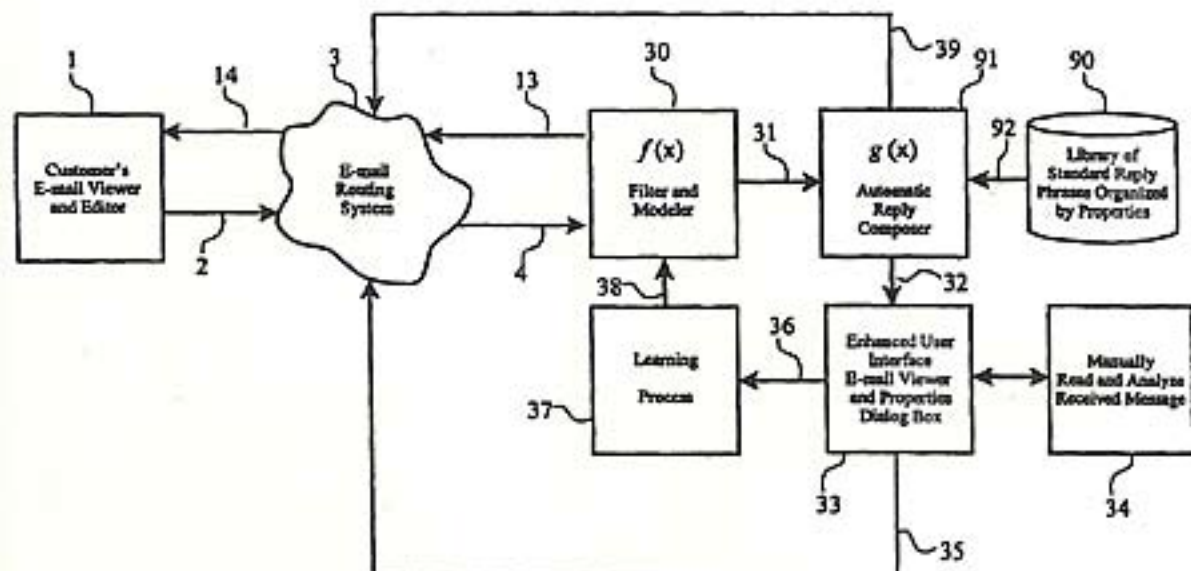 39
1
14
3
13
30
91
90
Customer's
E-mail Viewer
and Editor
E-mail
Routing
System
f(x)
Filter and
Modeler
31
g(x)
Automatic
Reply
Composer
92
Library of
Standard Reply
Phrases Organized
by Properties
2
4
38
32
Learning
Process
37
36
Enhanced User
Interface
E-mail Viewer
and Properties
Dialog Box
33
Manually
Read and Analyze
Received Message
34
35